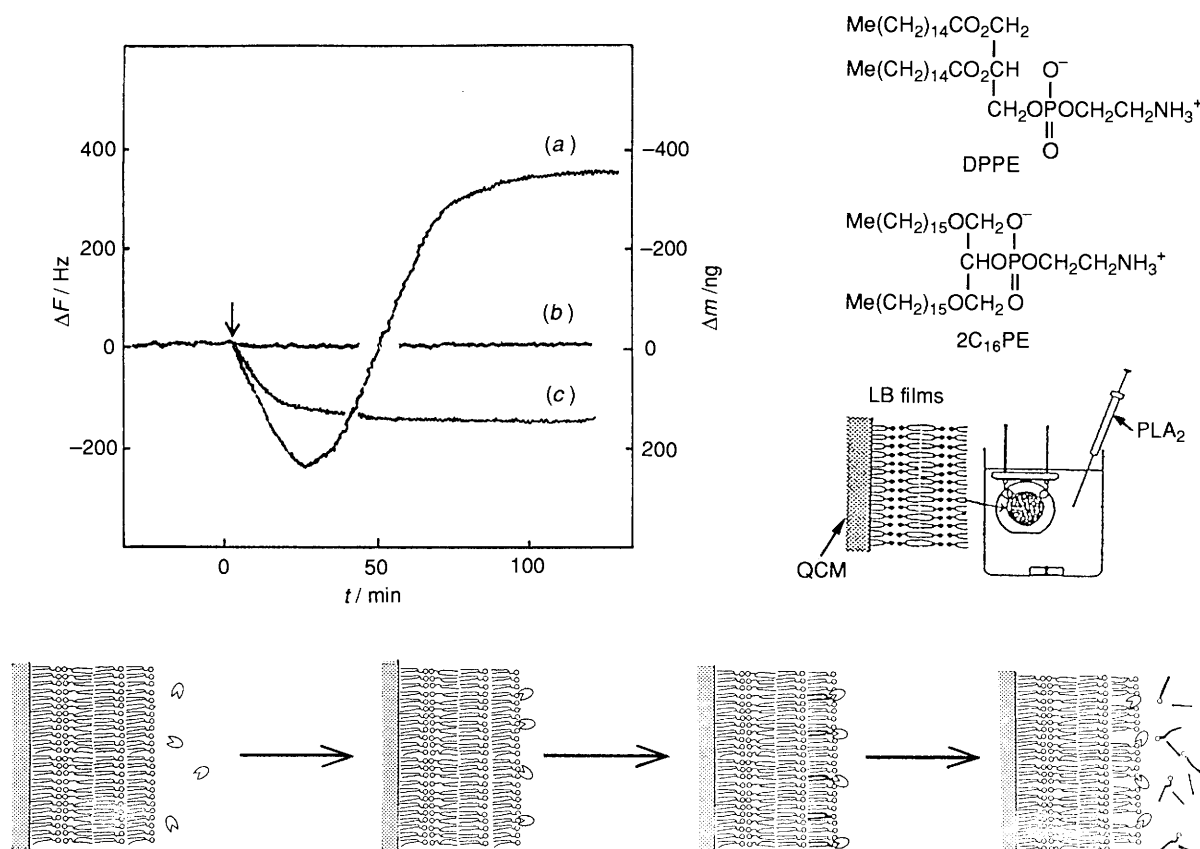 400
200
0
−200
ΔF / Hz
(a)
(b)
(c)
−400
−200
0
200
Δm /ng
0
50
100
t / min
Me(CH₂)₁₄CO₂CH₂
Me(CH₂)₁₄CO₂CH O⁻
CH₂OPOCH₂CH₂NH₃⁺
O
DPPE
Me(CH₂)₁₅OCH₂O⁻
CHOPOCH₂CH₂NH₃⁺
Me(CH₂)₁₅OCH₂O
2C₁₆PE
LB films
PLA₂
QCM